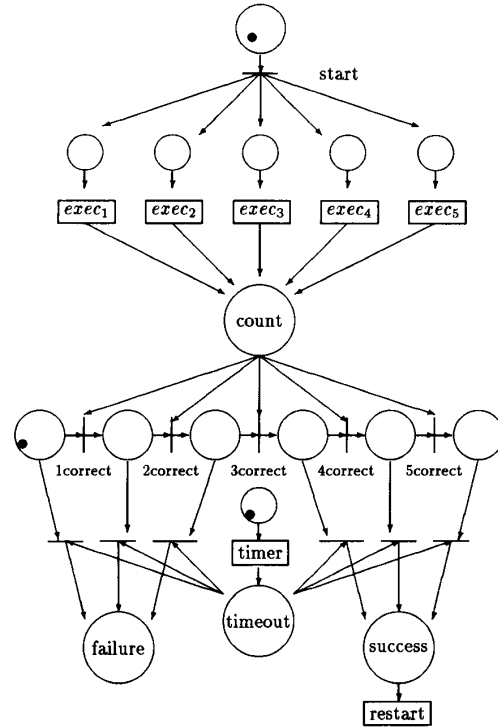 start
exec1 exec2 exec3 exec4 exec5
count
1correct 2correct 3correct 4correct 5correct
timer
timeout
failure
success
restart